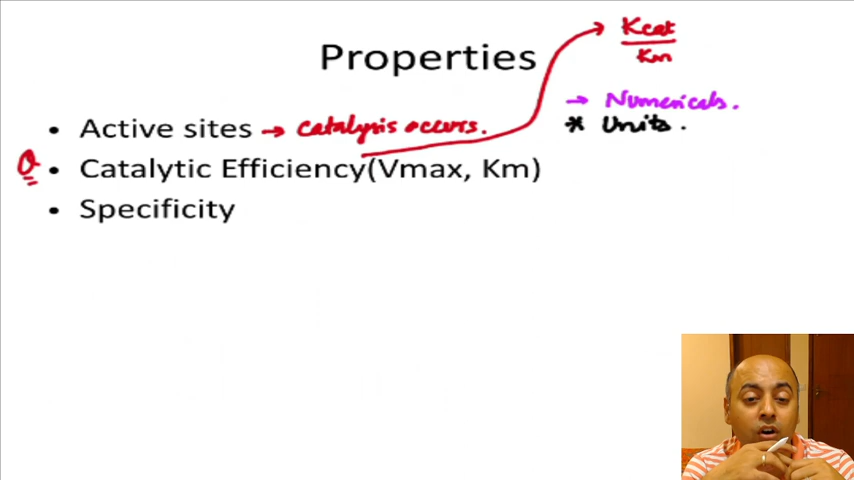 Kcat
Km
Properties
→ Numericals.
* Units.
• Active sites → catalysis occurs.
Q • Catalytic Efficiency(Vmax, Km)
• Specificity